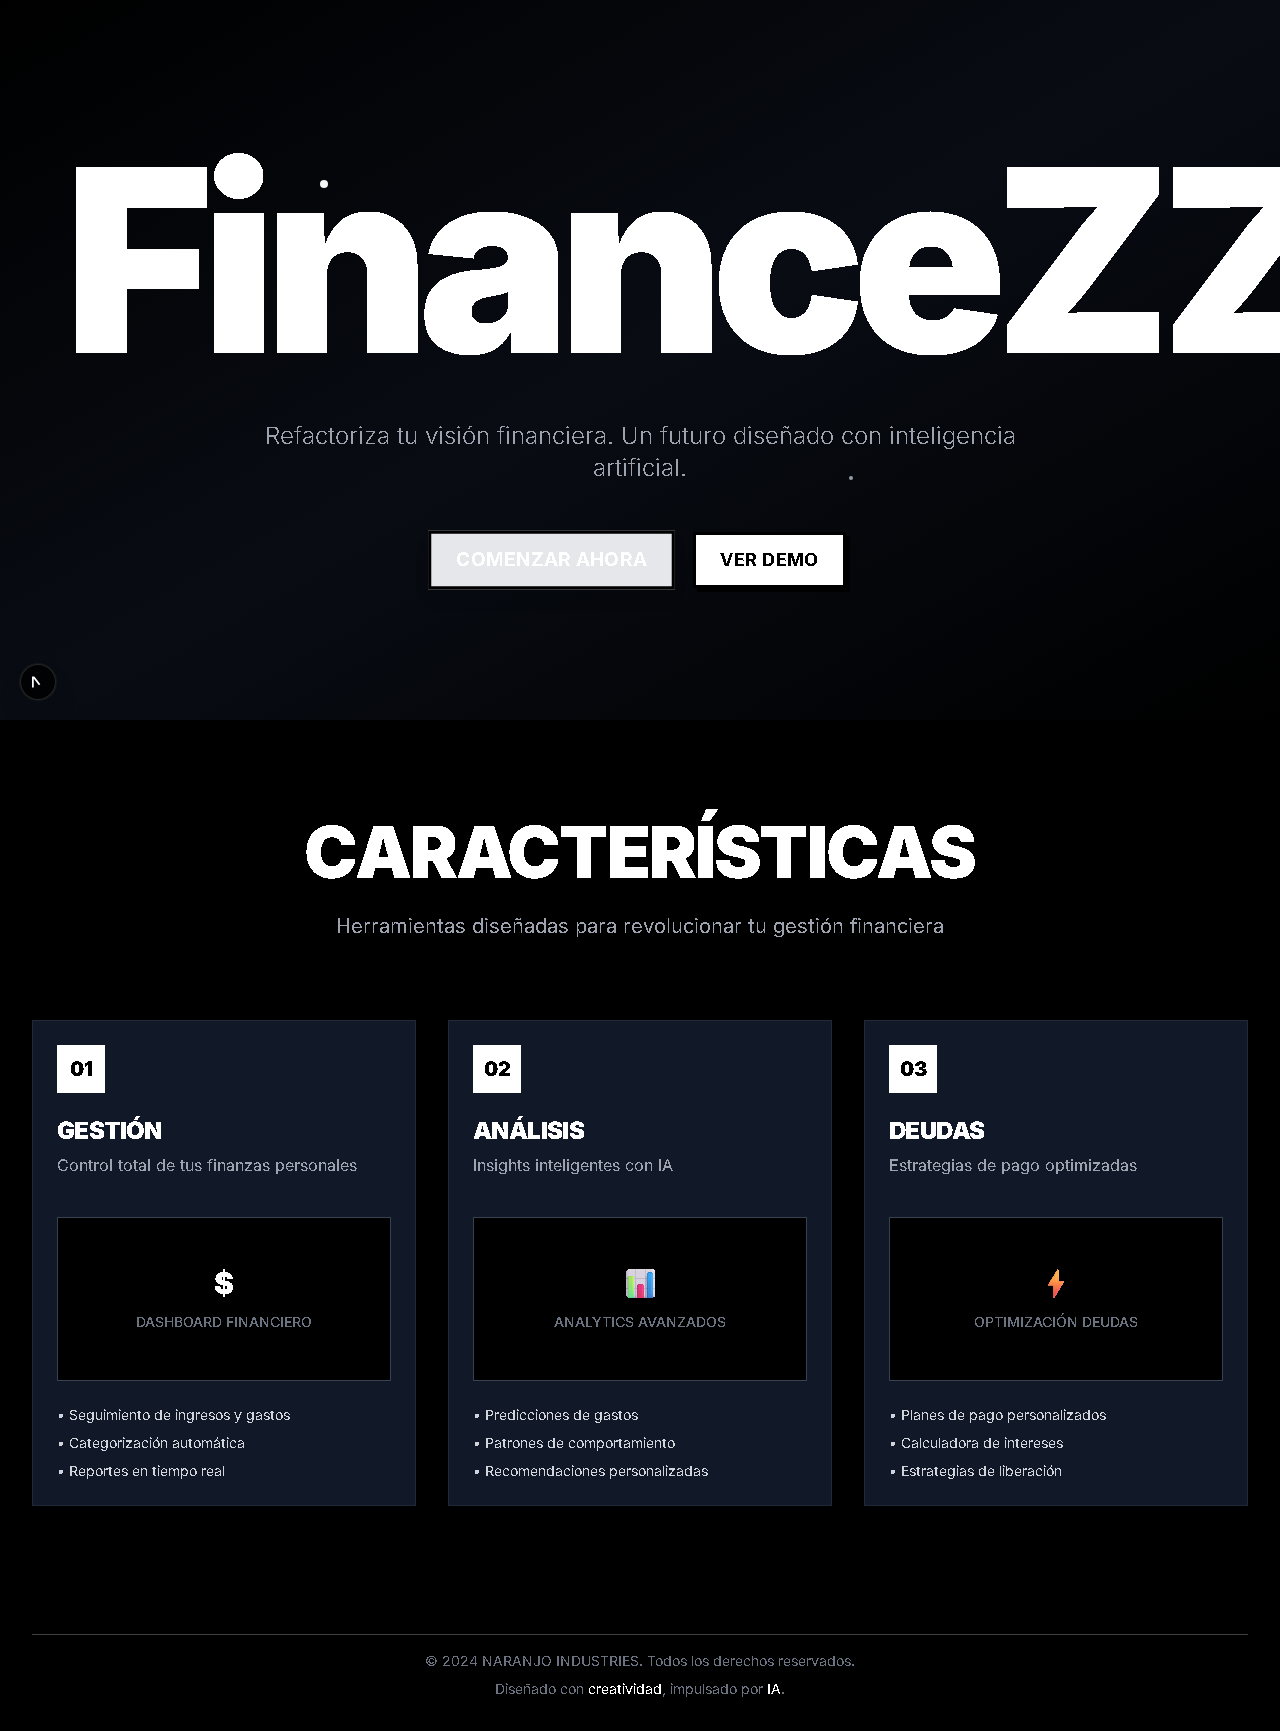 FinanceZZ
Refactoriza tu visión financiera. Un futuro diseñado con inteligencia
artificial.
COMENZAR AHORA
VER DEMO
CARACTERÍSTICAS
Herramientas diseñadas para revolucionar tu gestión financiera
01
GESTIÓN
Control total de tus finanzas personales
$
DASHBOARD FINANCIERO
• Seguimiento de ingresos y gastos
• Categorización automática
• Reportes en tiempo real
02
ANÁLISIS
Insights inteligentes con IA
ANALYTICS AVANZADOS
• Predicciones de gastos
• Patrones de comportamiento
• Recomendaciones personalizadas
03
DEUDAS
Estrategias de pago optimizadas
OPTIMIZACIÓN DEUDAS
• Planes de pago personalizados
• Calculadora de intereses
• Estrategias de liberación
© 2024 NARANJO INDUSTRIES. Todos los derechos reservados.
Diseñado con creatividad, impulsado por IA.